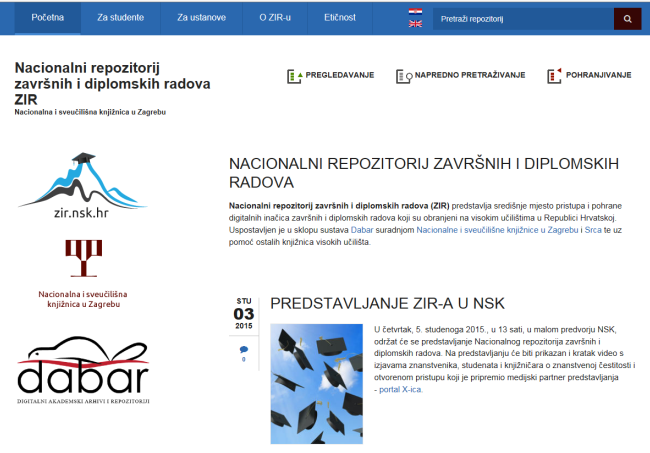 Početna
Za studente
Za ustanove
O ZIR-u
Etičnost
Pretraži repozitorij
Nacionalni repozitorij
završnih i diplomskih radova
ZIR
Nacionalna i sveučilišna knjižnica u Zagrebu
PREGLEDAVANJE
NAPREDNO PRETRAŽIVANJE
POHRANJIVANJE
zir.nsk.hr
Nacionalna i sveučilišna
knjižnica u Zagrebu
dabar
DIGITALNI AKADEMSKI ARHIVI I REPOZITORIJI
NACIONALNI REPOZITORIJ ZAVRŠNIH I DIPLOMSKIH
RADOVA
Nacionalni repozitorij završnih i diplomskih radova (ZIR) predstavlja središnje mjesto pristupa i pohrane
digitalnih inačica završnih i diplomskih radova koji su obranjeni na visokim učilištima u Republici Hrvatskoj.
Uspostavljen je u sklopu sustava Dabar suradnjom Nacionalne i sveučilišne knjižnice u Zagrebu i Srca te uz
pomoć ostalih knjižnica visokih učilišta.
STU
03
2015
0
PREDSTAVLJANJE ZIR-A U NSK
U četvrtak, 5. studenoga 2015., u 13 sati, u malom predvorju NSK,
održat će se predstavljanje Nacionalnog repozitorija završnih i
diplomskih radova. Na predstavljanju će biti prikazan i kratak video s
izjavama znanstvenika, studenata i knjižničara o znanstvenoj čestitosti i
otvorenom pristupu koji je pripremio medijski partner predstavljanja
- portal X-ica.